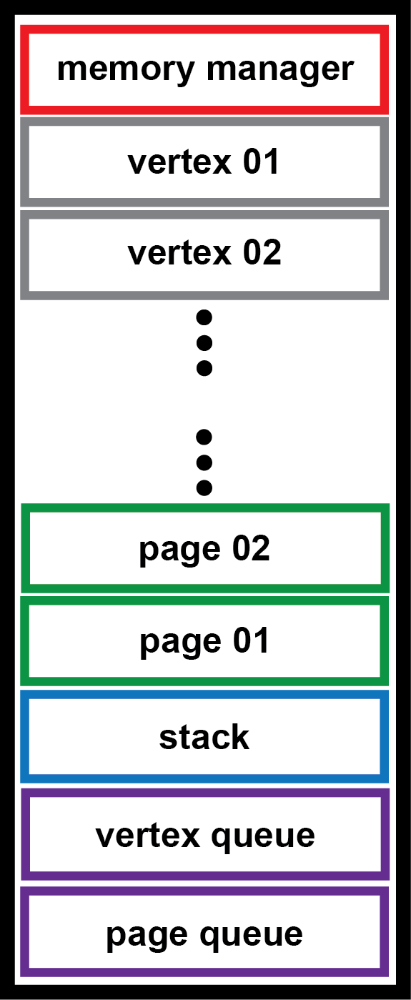 memory manager
vertex 01
vertex 02
page 02
page 01
stack
vertex queue
page queue